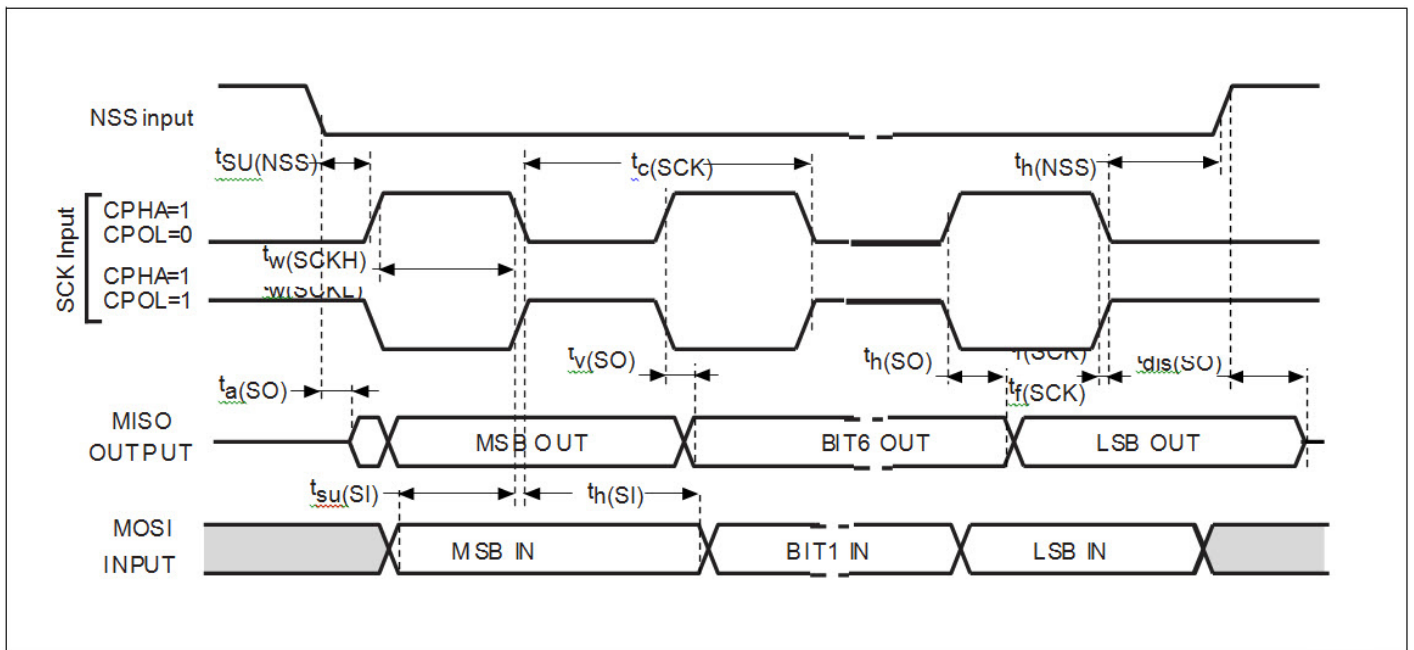 NSS input
tSU(NSS)
tc(SCK)
th(NSS)
SCK Input
CPHA=1
CPOL=0
tw(SCKH)
CPHA=1
CPOL=1
tv(SO)
th(SO)
tdis(SO)
ta(SO)
tf(SCK)
MISO
OUTPUT
MSB OUT
BIT6 OUT
LSB OUT
tsu(SI)
th(SI)
MOSI
INPUT
MSB IN
BIT1 IN
LSB IN